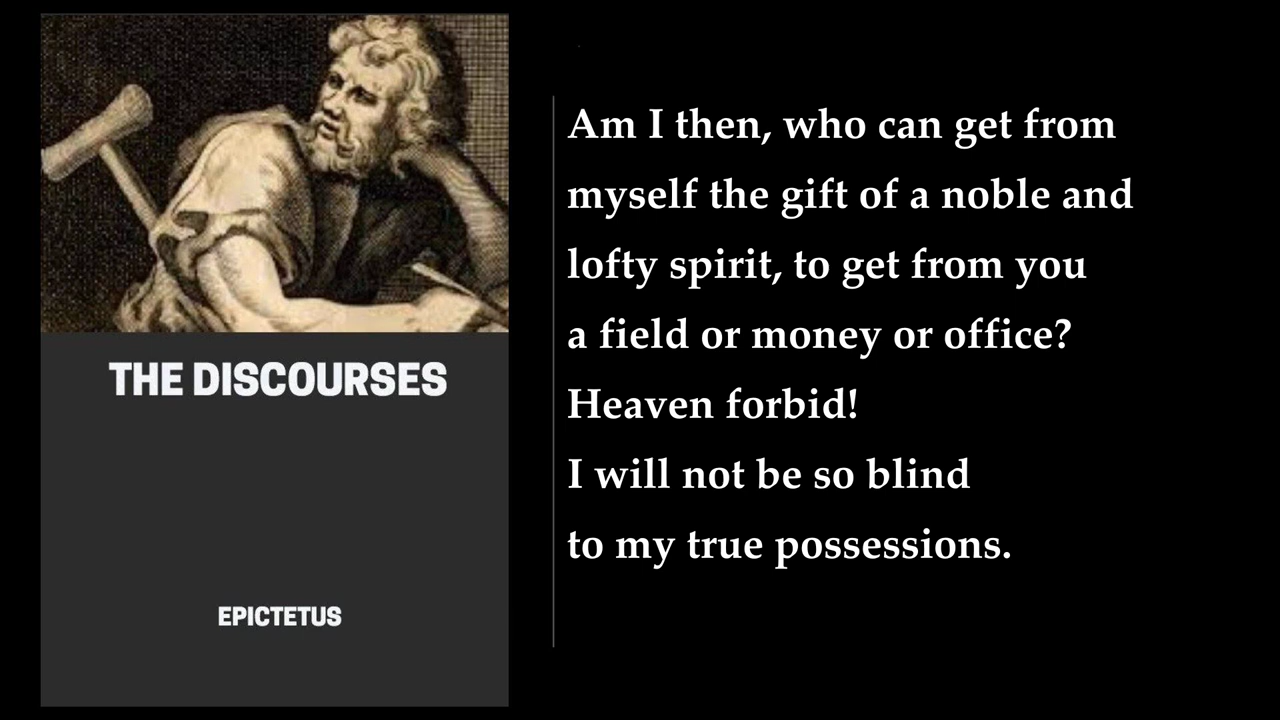 THE DISCOURSES
EPICTETUS
Am I then, who can get from
myself the gift of a noble and
lofty spirit, to get from you
a field or money or office?
Heaven forbid!
I will not be so blind
to my true possessions.